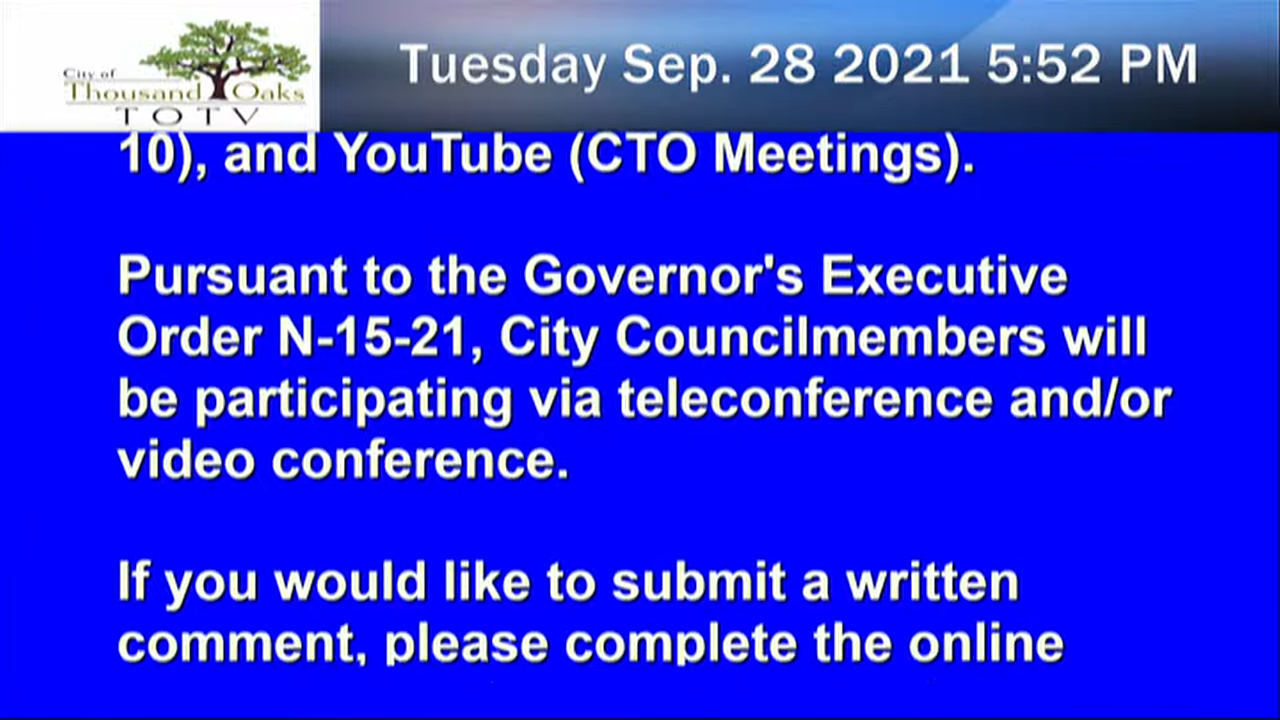 City of
Thousand Oaks
TOTV
Tuesday Sep. 28 2021 5:52 PM
10), and YouTube (CTO Meetings).
Pursuant to the Governor's Executive
Order N-15-21, City Councilmembers will
be participating via teleconference and/or
video conference.
If you would like to submit a written
comment, please complete the online